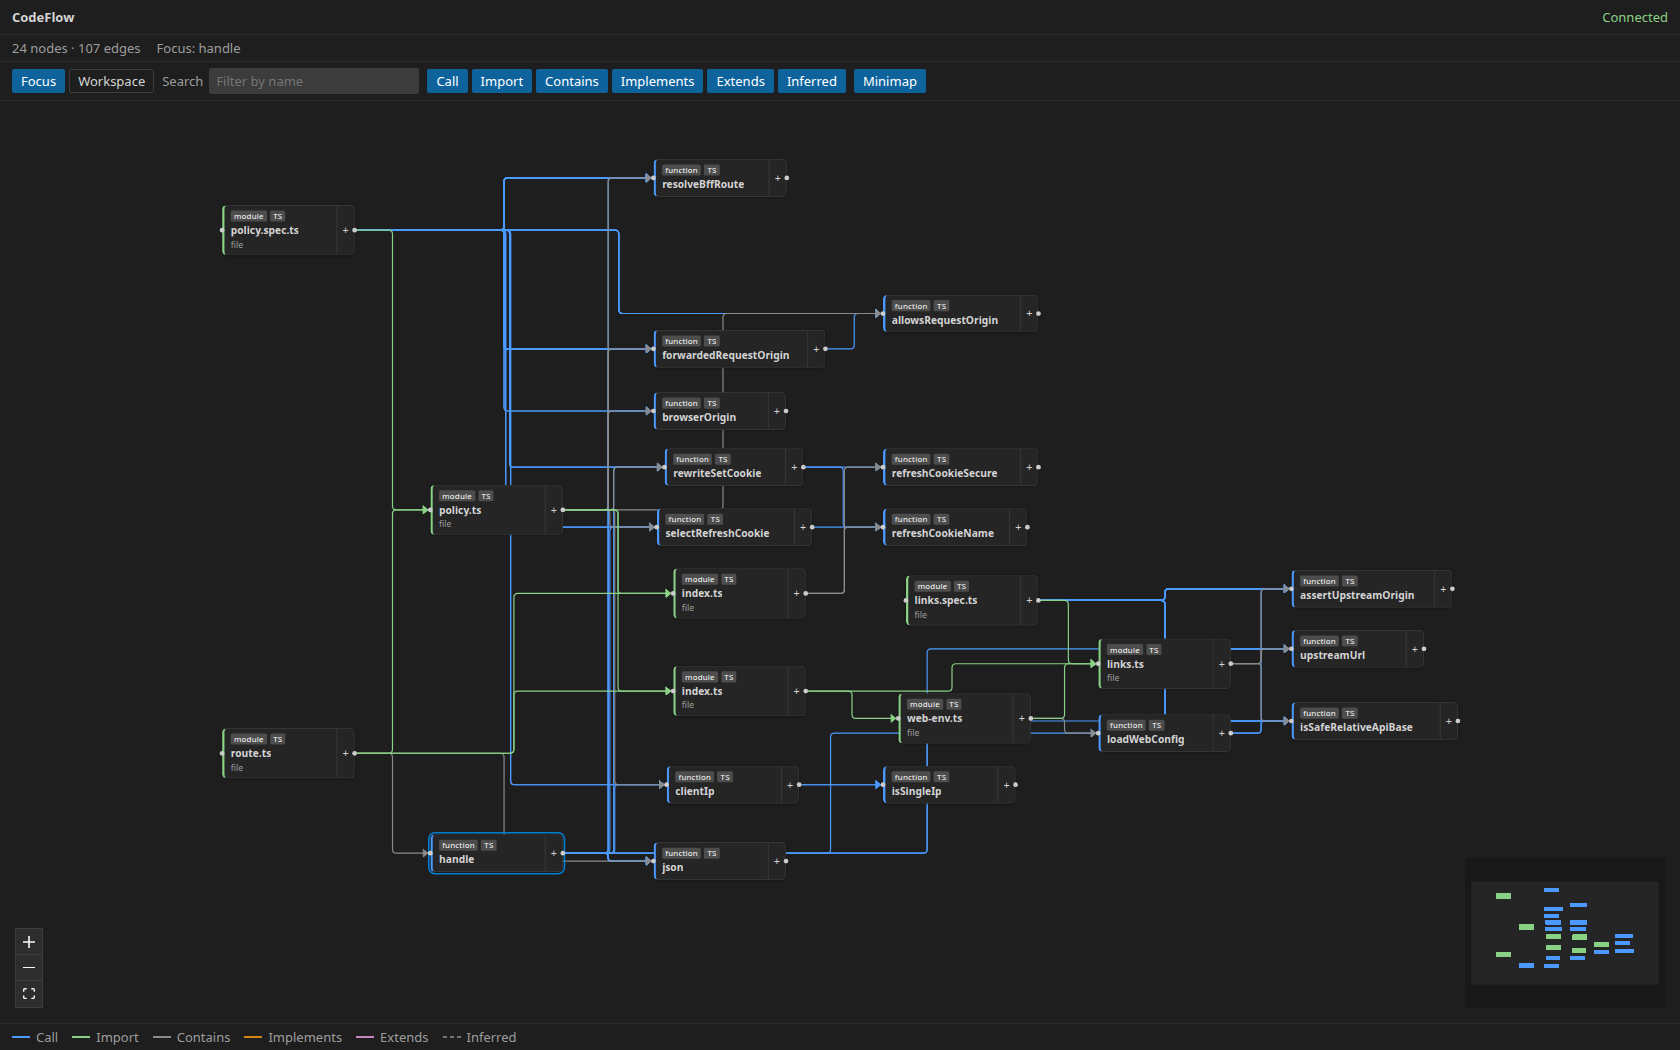 CodeFlow
Connected
24 nodes · 107 edges Focus: handle
Focus Workspace Search Filter by name Call Import Contains Implements Extends Inferred Minimap
function TS
resolveBffRoute
+
module TS
policy.spec.ts
file
+
function TS
allowsRequestOrigin
+
function TS
forwardedRequestOrigin
+
function TS
browserOrigin
+
function TS
rewriteSetCookie
+
function TS
refreshCookieSecure
+
module TS
policy.ts
file
+
function TS
selectRefreshCookie
+
function TS
refreshCookieName
+
module TS
index.ts
file
+
module TS
links.spec.ts
file
+
function TS
assertUpstreamOrigin
+
function TS
upstreamUrl
+
module TS
links.ts
file
+
module TS
index.ts
file
+
module TS
web-env.ts
file
+
function TS
loadWebConfig
+
function TS
isSafeRelativeApiBase
+
module TS
route.ts
file
+
function TS
clientIp
+
function TS
isSingleIp
+
function TS
handle
+
function TS
json
+
Call Import Contains Implements Extends Inferred